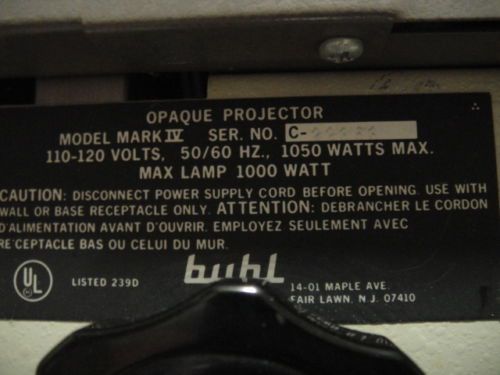 OPAQUE PROJECTOR
MODEL MARK IV SER. NO. C-
110-120 VOLTS, 50/60 HZ., 1050 WATTS MAX.
MAX LAMP 1000 WATT
CAUTION: DISCONNECT POWER SUPPLY CORD BEFORE OPENING. USE WITH
WALL OR BASE RECEPTACLE ONLY. ATTENTION: DEBRANCHER LE CORDON
D'ALIMENTATION AVANT D'OUVRIR. EMPLOYEZ SEULEMENT AVEC
RECEPTACLE BAS OU CELUI DU MUR.
UL
LISTED 239D
buhl
14-01 MAPLE AVE.
FAIR LAWN, N.J. 07410